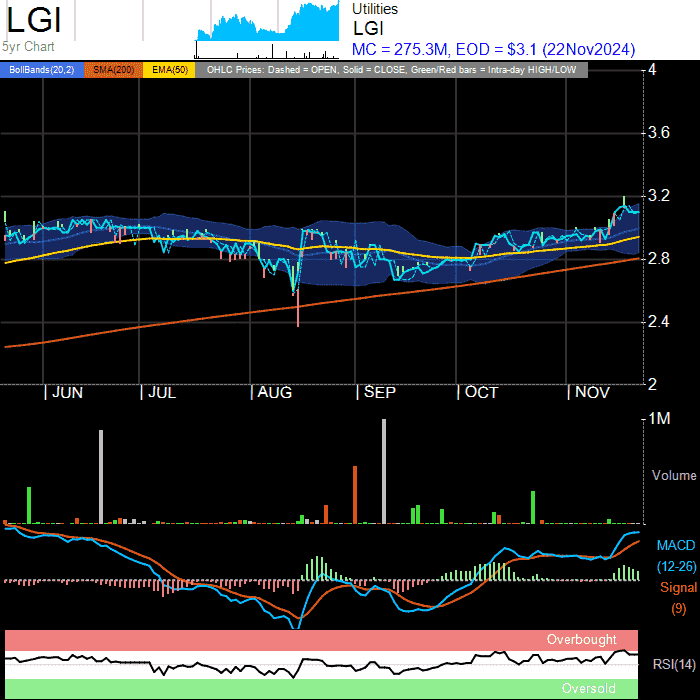 LGI
5yr Chart
Utilities
LGI
MC = 275.3M, EOD = $3.1 (22Nov2024)
BollBands(20,2) SMA(200) EMA(50) OHLC Prices: Dashed = OPEN, Solid = CLOSE, Green/Red bars = Intra-day HIGH/LOW
4
3.6
3.2
2.8
2.4
2
JUN JUL AUG SEP OCT NOV
1M
Volume
MACD
(12-26)
Signal
(9)
Overbought
RSI(14)
Oversold